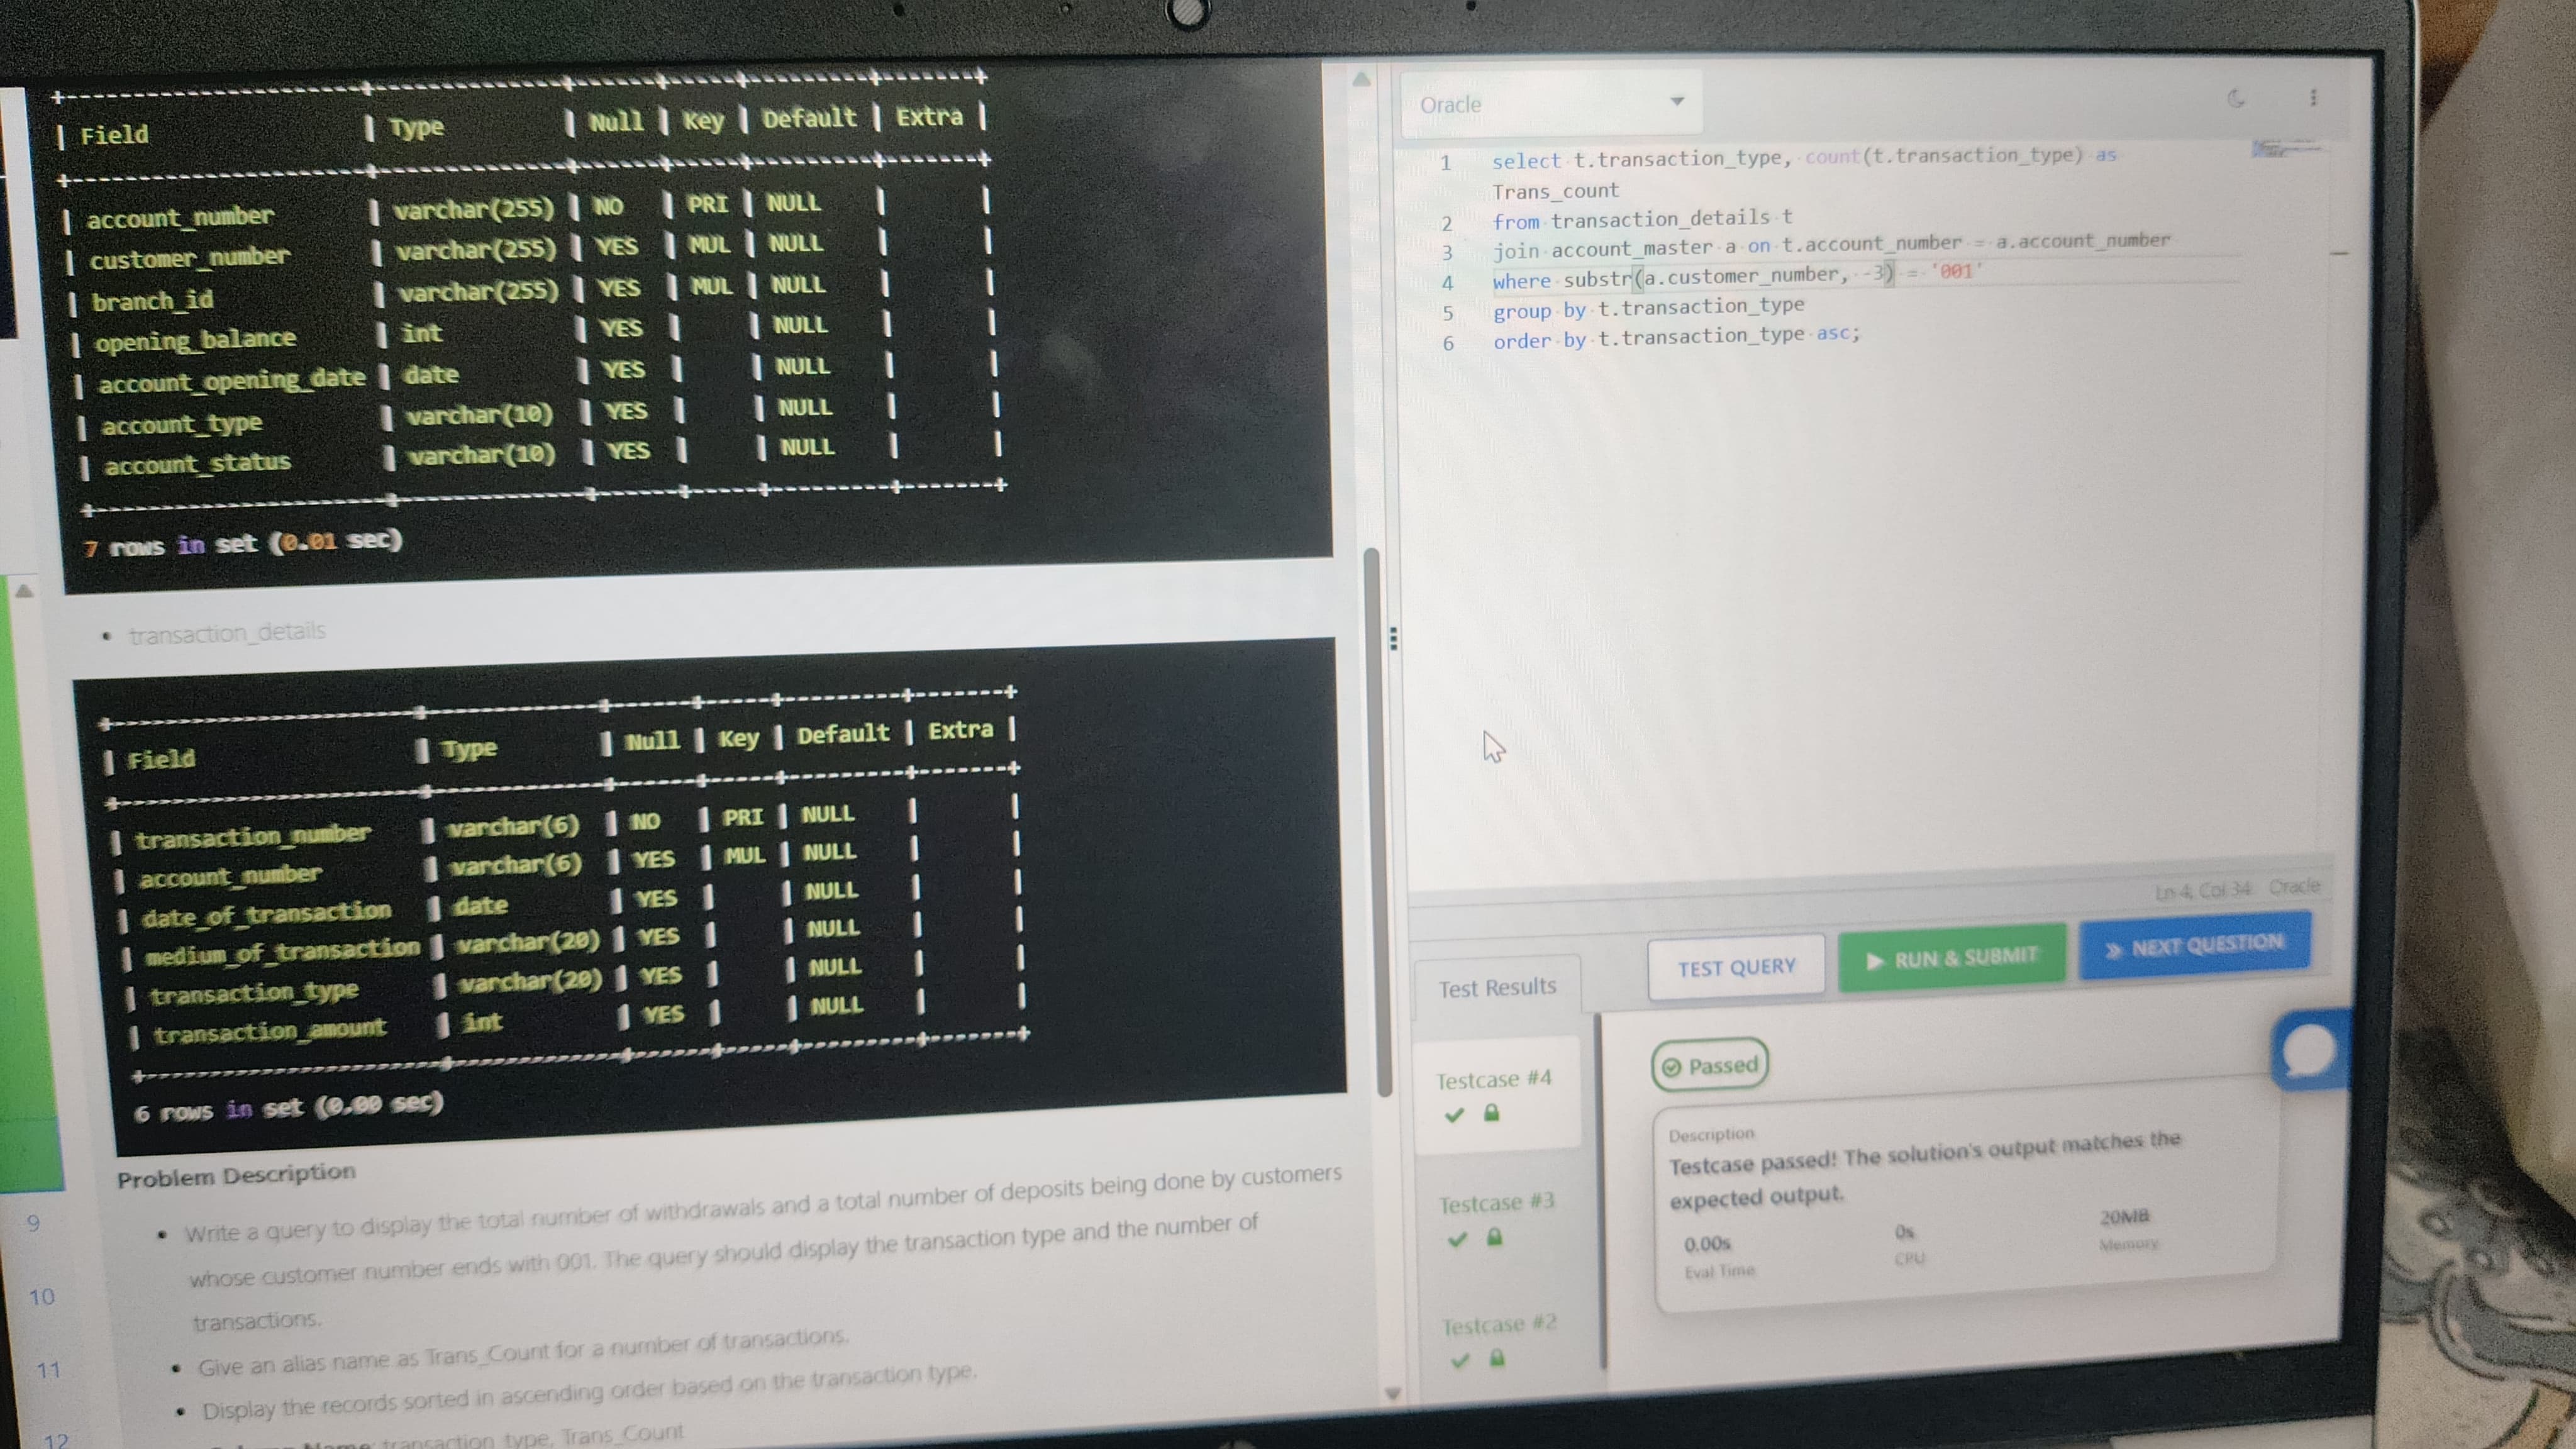 | Field | Type | Null | Key | Default | Extra |
| account_number | varchar(255) | NO | PRI | NULL | |
| customer_number | varchar(255) | YES | MUL | NULL | |
| branch_id | varchar(255) | YES | MUL | NULL | |
| opening_balance | int | YES | | NULL | |
| account_opening_date | date | YES | | NULL | |
| account_type | varchar(10) | YES | | NULL | |
| account_status | varchar(10) | YES | | NULL | |
7 rows in set (0.01 sec)
• transaction_details
| Field | Type | Null | Key | Default | Extra |
| transaction_number | varchar(6) | NO | PRI | NULL | |
| account_number | varchar(6) | YES | MUL | NULL | |
| date_of_transaction | date | YES | | NULL | |
| medium_of_transaction | varchar(20) | YES | | NULL | |
| transaction_type | varchar(20) | YES | | NULL | |
| transaction_amount | int | YES | | NULL | |
6 rows in set (0.00 sec)
Problem Description
• Write a query to display the total number of withdrawals and a total number of deposits being done by customers
whose customer number ends with 001. The query should display the transaction type and the number of
transactions.
• Give an alias name as Trans_Count for a number of transactions.
• Display the records sorted in ascending order based on the transaction type.
transaction_type, Trans_Count
9
10
11
12
Oracle
1 select t.transaction_type, count(t.transaction_type) as
Trans_count
2 from transaction_details t
3 join account_master a on t.account_number = a.account_number
4 where substr(a.customer_number, -3) = '001'
5 group by t.transaction_type
6 order by t.transaction_type asc;
Ln 4, Col 34 Oracle
Test Results
TEST QUERY
RUN & SUBMIT
NEXT QUESTION
Testcase #4
Testcase #3
Testcase #2
Passed
Description
Testcase passed! The solution's output matches the
expected output.
0.00s
Eval Time
0s
CPU
20MB
Memory